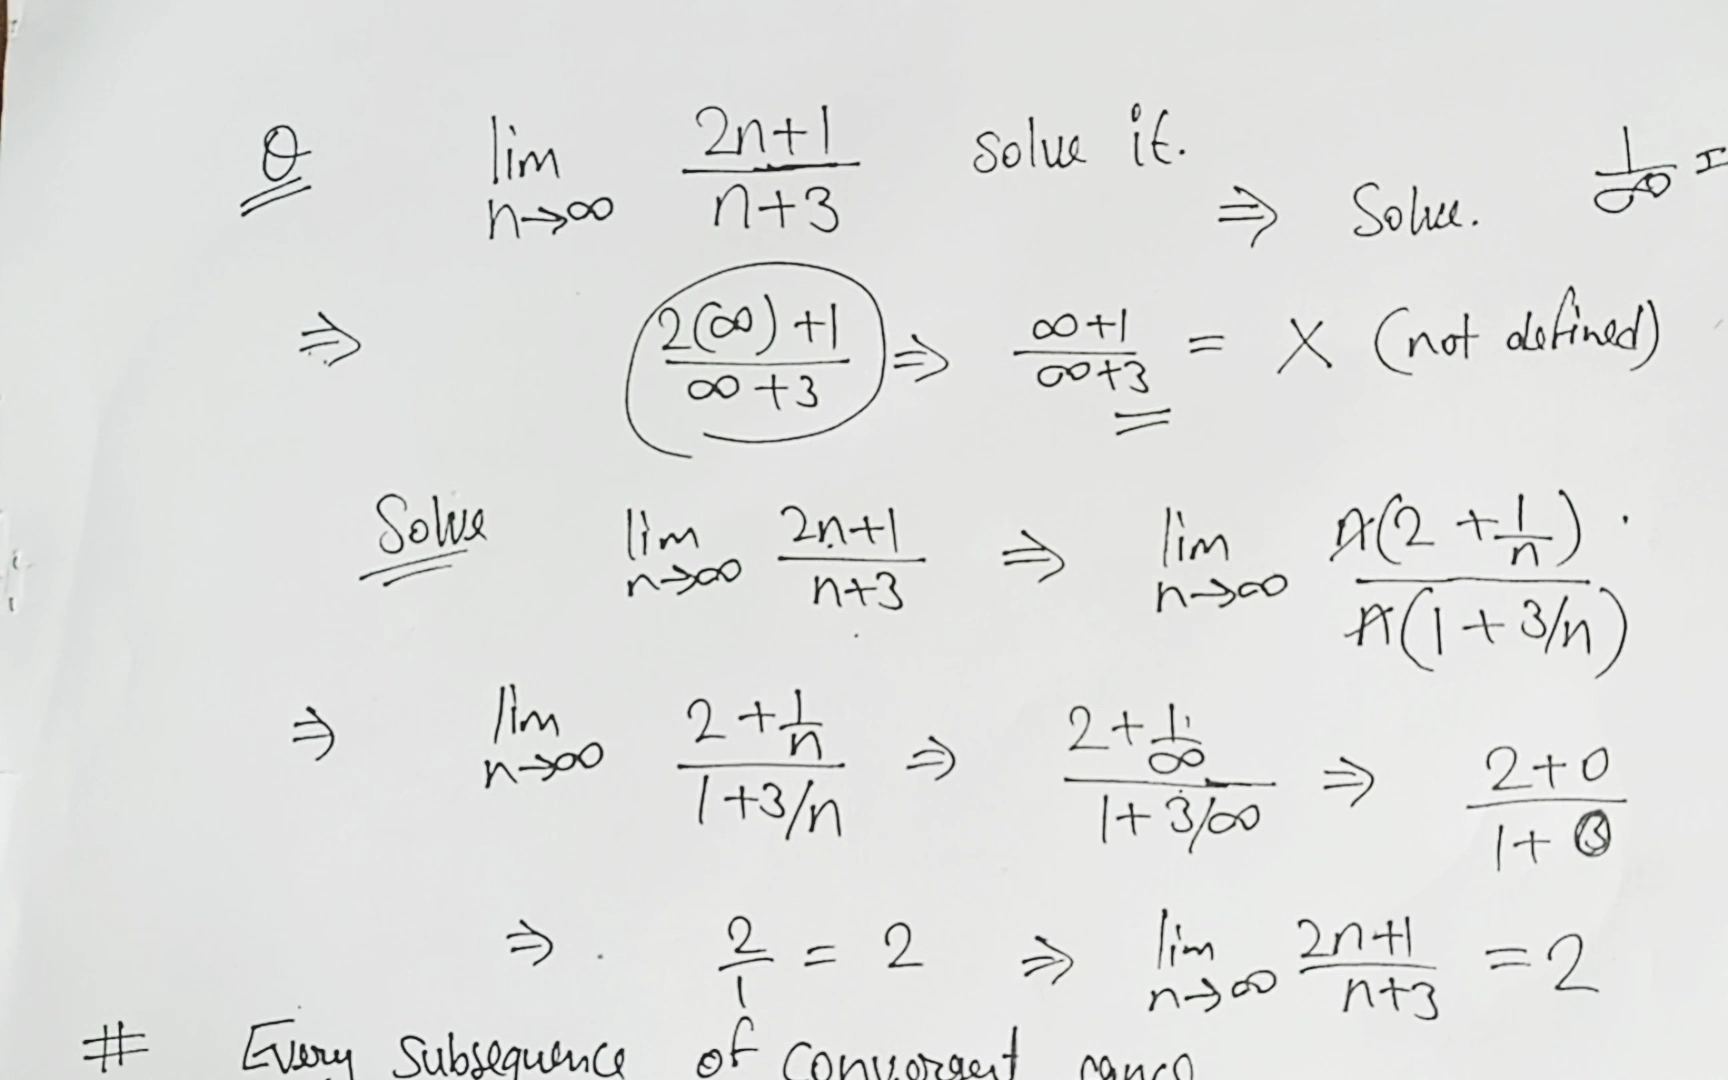 Q lim n→∞ (2n+1)/(n+3) Solve it.
⇒ Solve. 1/∞ =
⇒ (2(∞)+1)/(∞+3) ⇒ (∞+1)/(∞+3) = X (not defined)
Solve lim n→∞ (2n+1)/(n+3) ⇒ lim n→∞ n(2+1/n)/n(1+3/n)
⇒ lim n→∞ (2+1/n)/(1+3/n) ⇒ (2+1/∞)/(1+3/∞) ⇒ (2+0)/(1+0)
⇒ 2/1 = 2 ⇒ lim n→∞ (2n+1)/(n+3) = 2
# Every Subsequence of Convergent